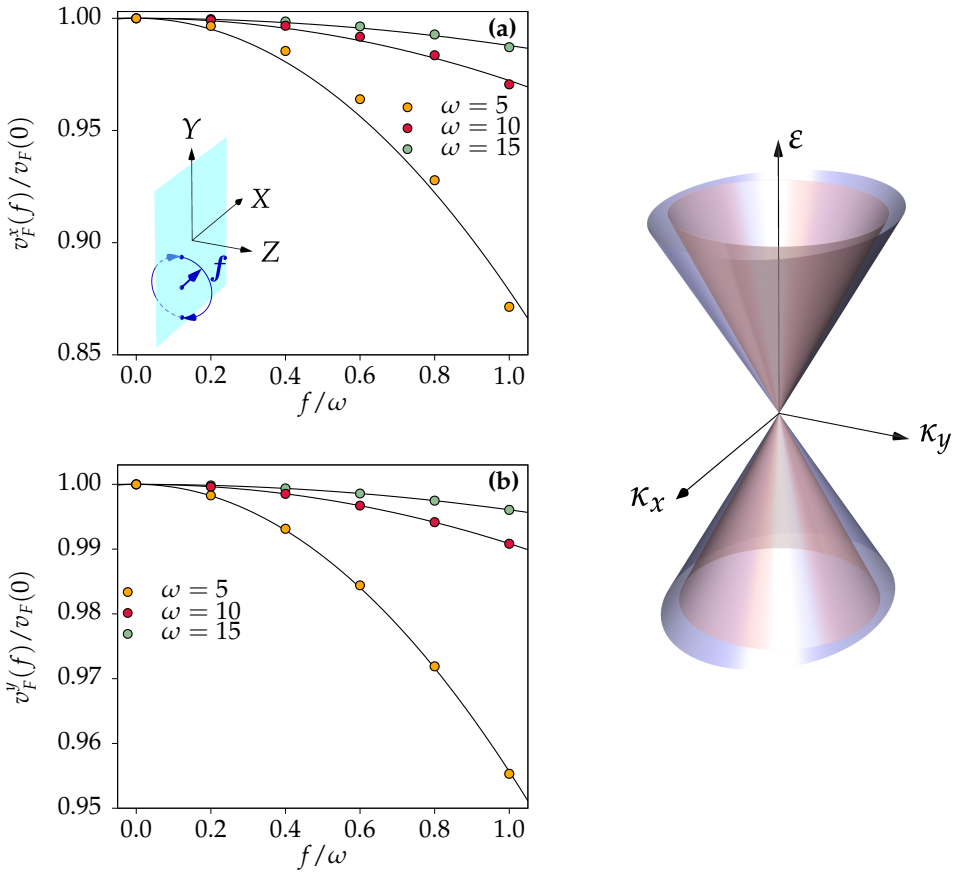 (a)
1.00
0.95
0.90
0.85
v_F^x(f)/v_F(0)
ω = 5
ω = 10
ω = 15
Y
X
Z
f
0.0 0.2 0.4 0.6 0.8 1.0
f/ω
(b)
1.00
0.99
0.98
0.97
0.96
0.95
v_F^y(f)/v_F(0)
ω = 5
ω = 10
ω = 15
0.0 0.2 0.4 0.6 0.8 1.0
f/ω
ε
κ_y
κ_x